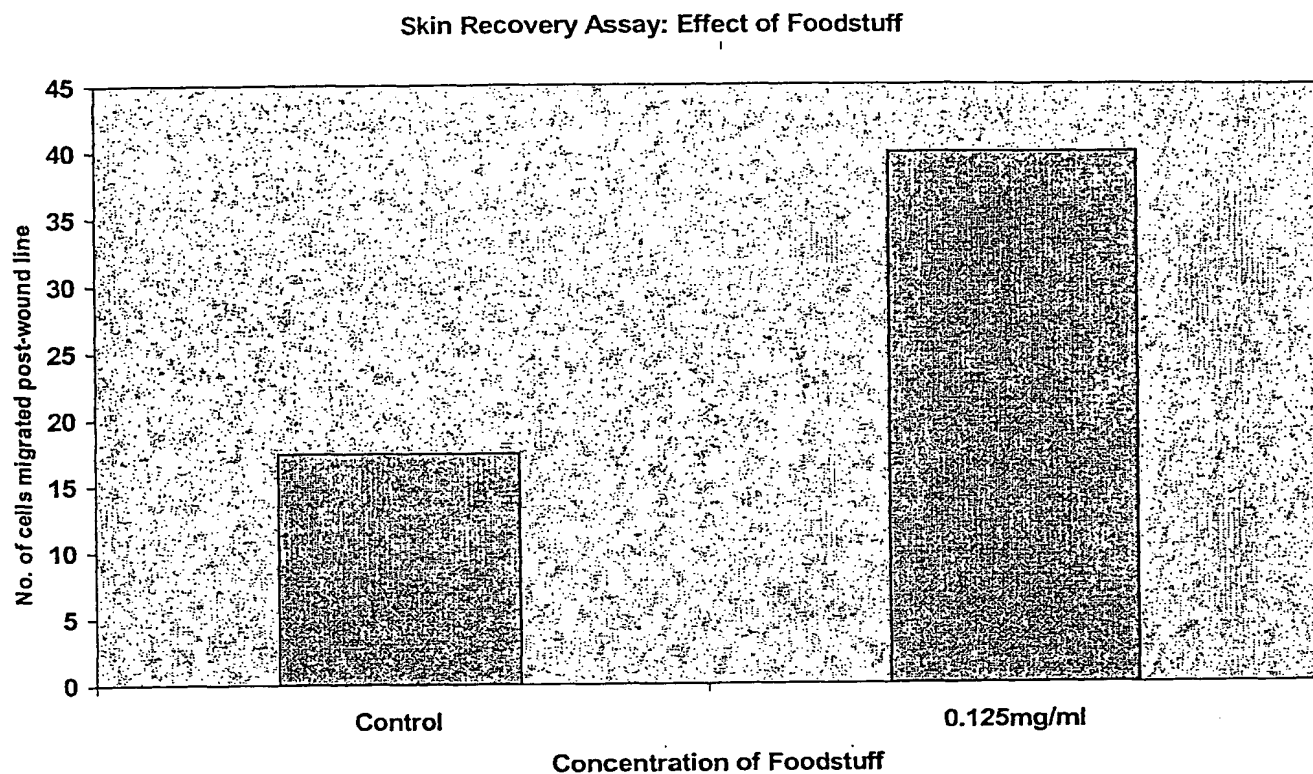 Skin Recovery Assay: Effect of Foodstuff
No. of cells migrated post-wound line
45
40
35
30
25
20
15
10
5
0
Control
0.125mg/ml
Concentration of Foodstuff